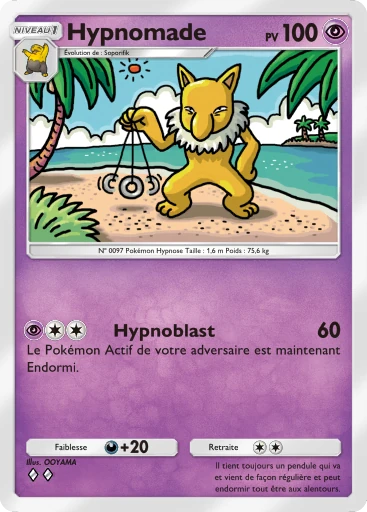 NIVEAU 1
Hypnomade
PV 100
Évolution de : Soporifik
N° 0097 Pokémon Hypnose Taille : 1,6 m Poids : 75,6 kg
Hypnoblast 60
Le Pokémon Actif de votre adversaire est maintenant
Endormi.
Faiblesse +20
Retraite
Illus. OOYAMA
Il tient toujours un pendule qui va
et vient de façon régulière et peut
endormir tout être aux alentours.